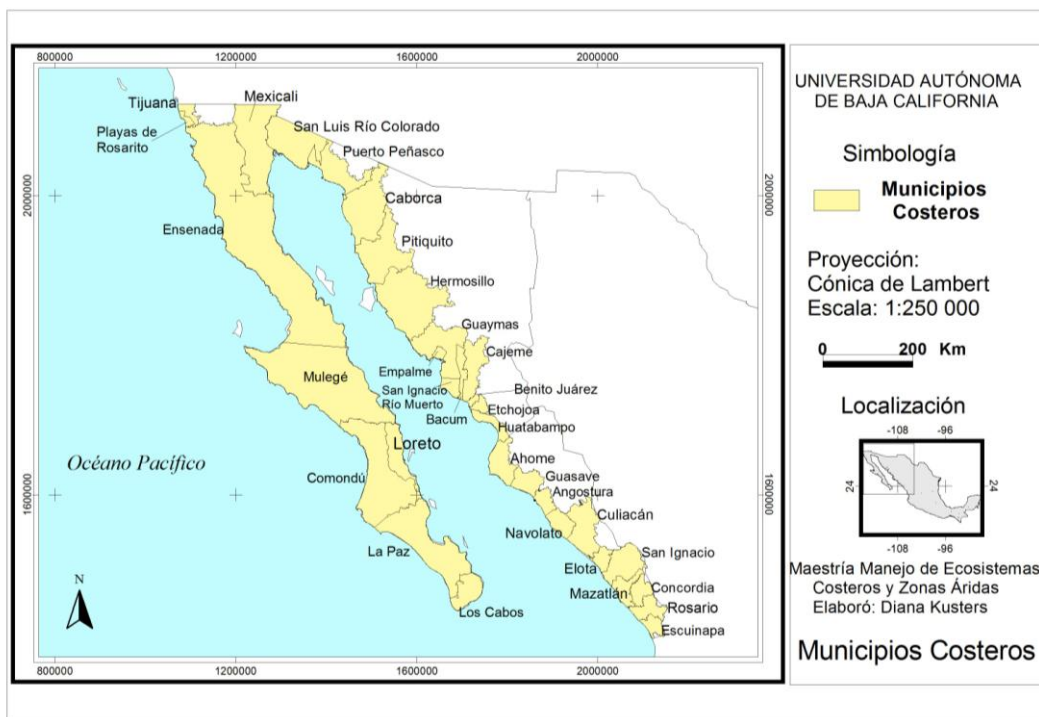 800000
1200000
1600000
2000000
Tijuana
Mexicali
Playas de
Rosarito
San Luis Río Colorado
Puerto Peñasco
2000000
2000000
Caborca
Ensenada
Pitiquito
Hermosillo
Guaymas
Cajeme
Empalme
Mulegé
San Ignacio
Río Muerto
Benito Juárez
Bacum
Etchojoa
Huatabampo
Loreto
Océano Pacífico
Ahome
Comondú
Guasave
1600000
1600000
Angostura
Culiacán
Navolato
La Paz
San Ignacio
Elota
N
Mazatlán
Concordia
Los Cabos
Rosario
Escuinapa
800000
1200000
1600000
2000000
UNIVERSIDAD AUTÓNOMA
DE BAJA CALIFORNIA
Simbología
Municipios
Costeros
Proyección:
Cónica de Lambert
Escala: 1:250 000
0 200 Km
Localización
-108 -96
24 24
-108 -96
Maestría Manejo de Ecosistemas
Costeros y Zonas Áridas
Elaboró: Diana Kusters
Municipios Costeros